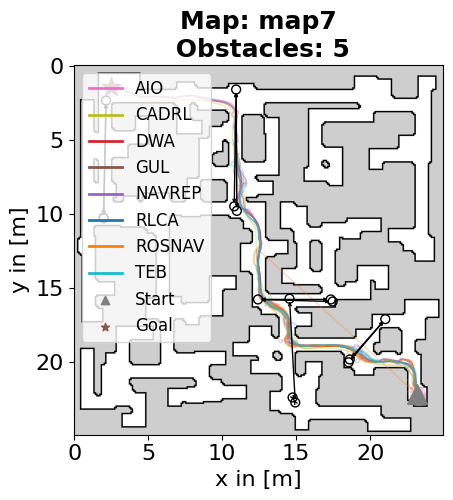 Map: map7
Obstacles: 5
AIO
CADRL
DWA
GUL
NAVREP
RLCA
ROSNAV
TEB
Start
Goal
0
5
10
15
20
y in [m]
0
5
10
15
20
x in [m]